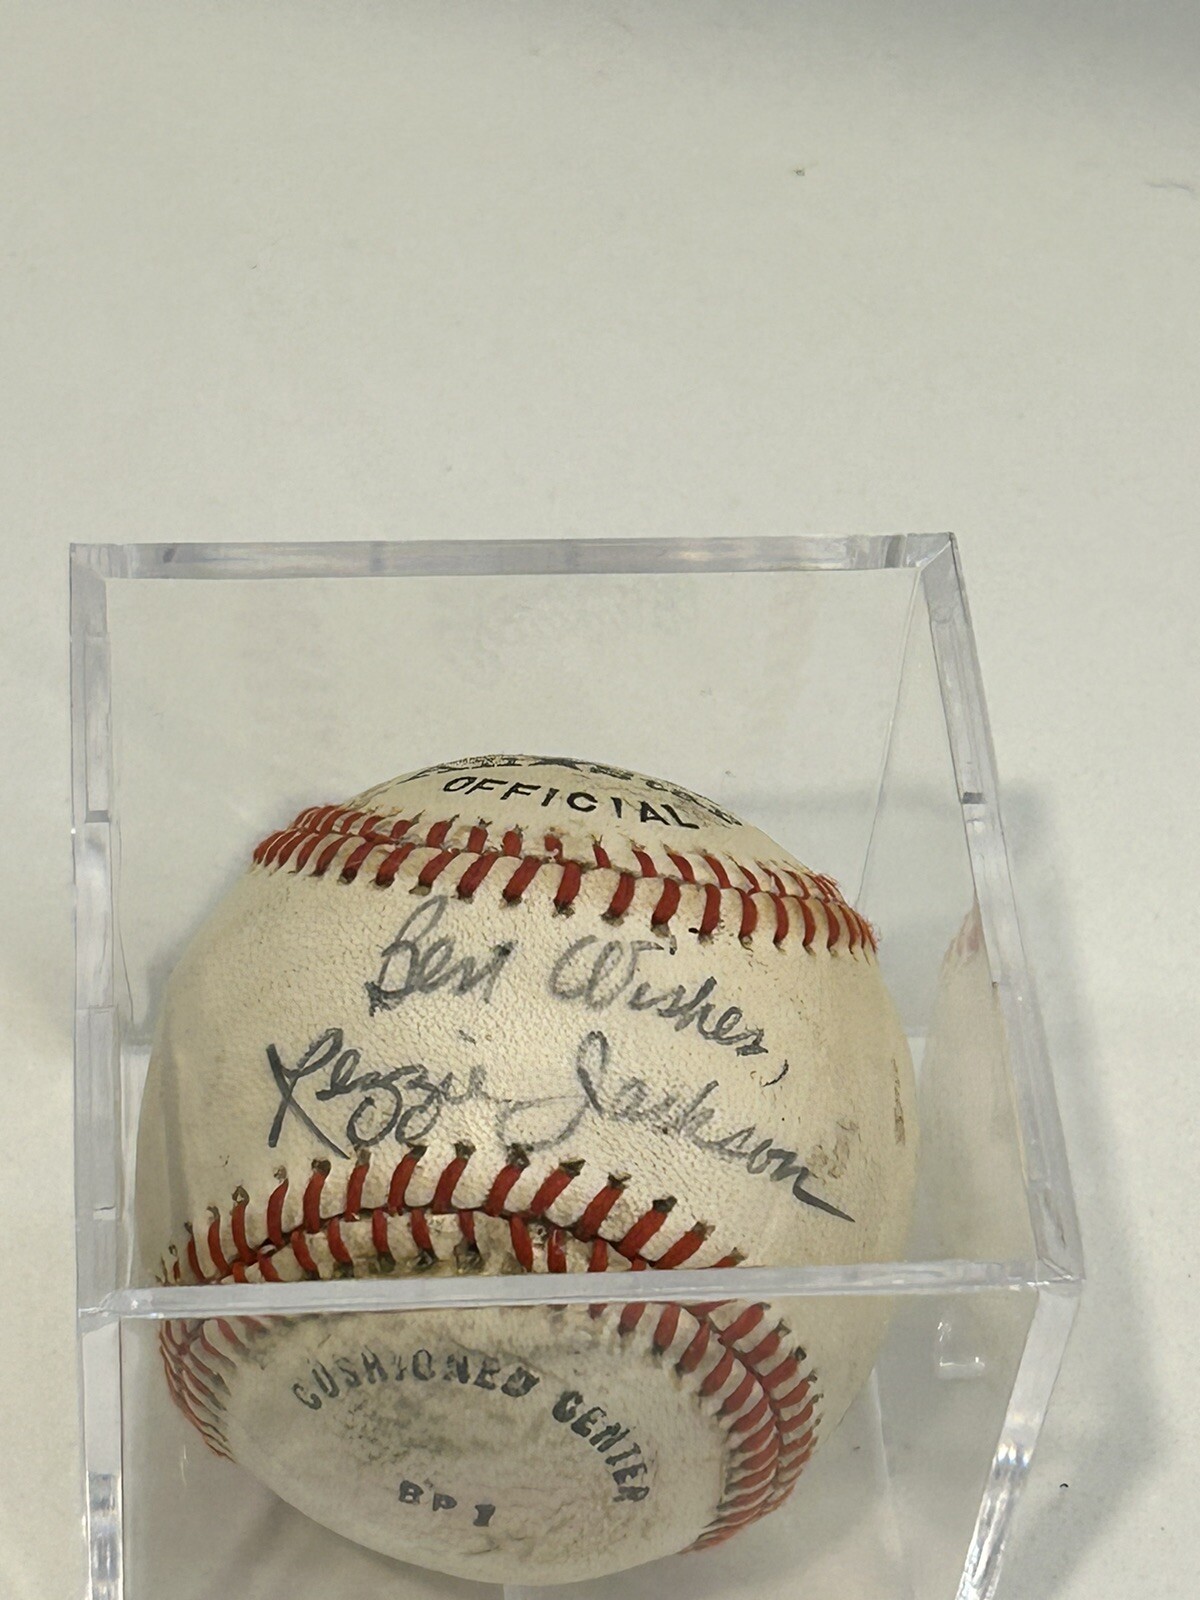 OFFICIAL
Best Wishes,
Reggie Jackson
CUSHIONED CENTER
BP 1